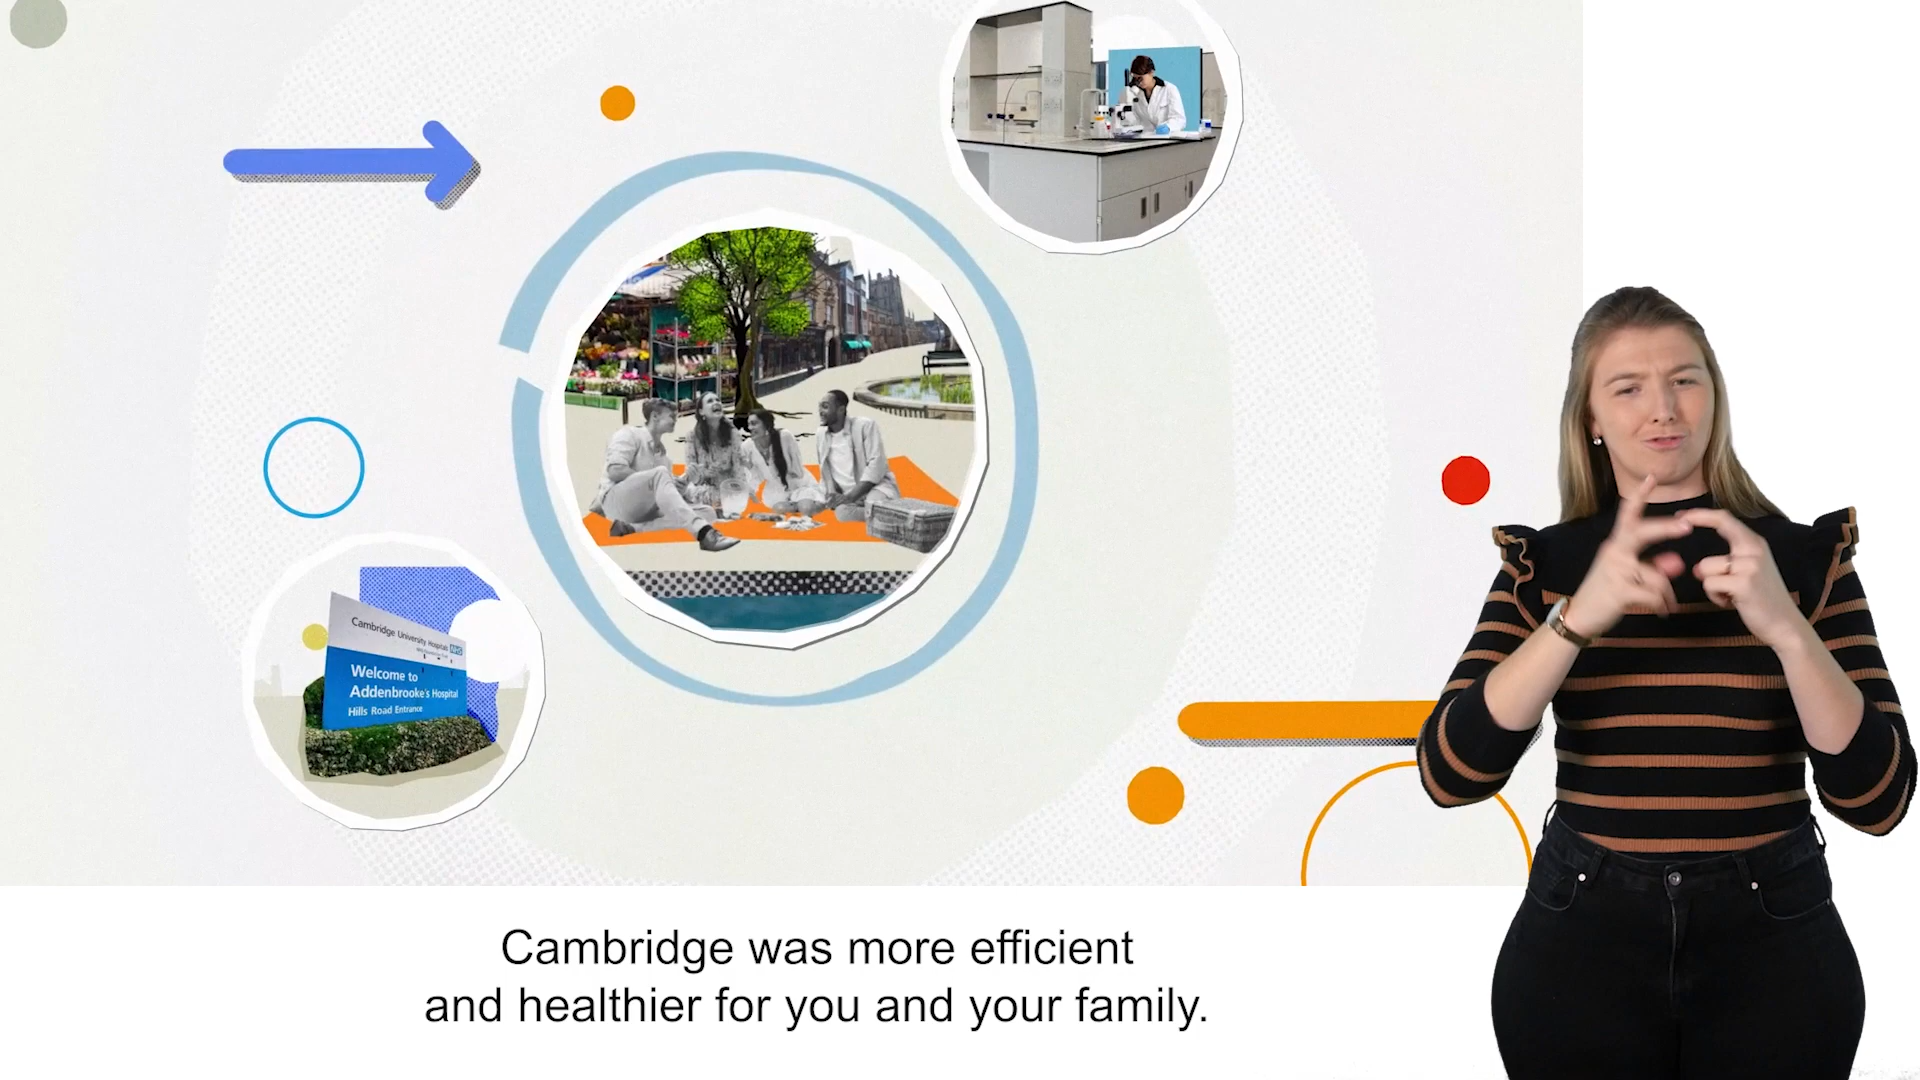 Cambridge University Hospitals NHS
Welcome to
Addenbrooke's Hospital
Hills Road Entrance
Cambridge was more efficient
and healthier for you and your family.